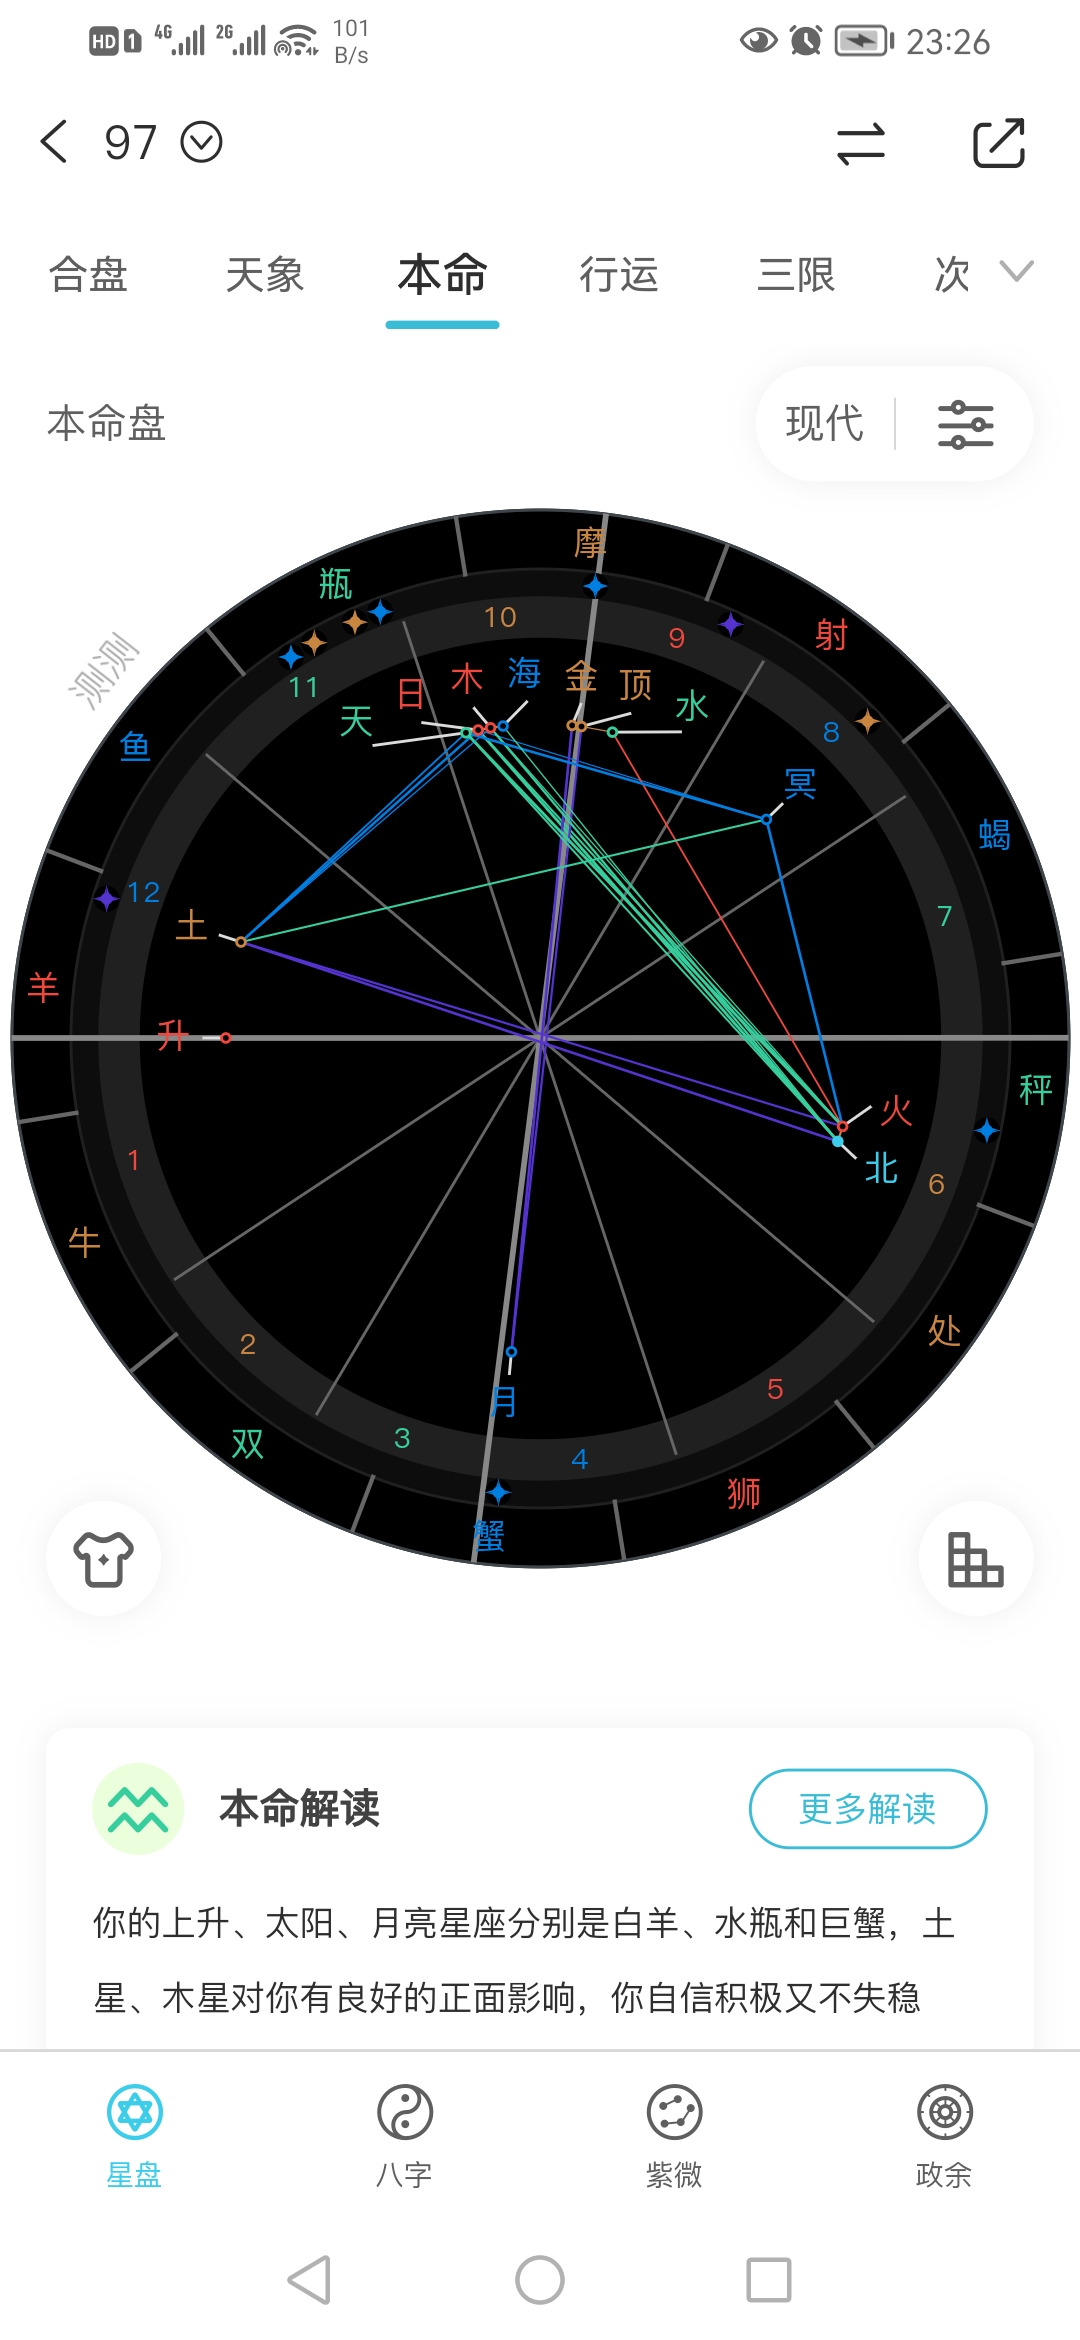 HD 1 4G 2G 101 B/s 23:26
97
合盘 天象 本命 行运 三限 次
本命盘 现代
测测
摩
瓶
射
10
9
11
木 海 金 顶
日
水
天
8
鱼
冥
蝎
12
7
土
羊
升
秤
火
北
1
6
牛
处
2
5
月
3
4
双
狮
蟹
本命解读 更多解读
你的上升、太阳、月亮星座分别是白羊、水瓶和巨蟹，土
星、木星对你有良好的正面影响，你自信积极又不失稳
星盘 八字 紫微 政余